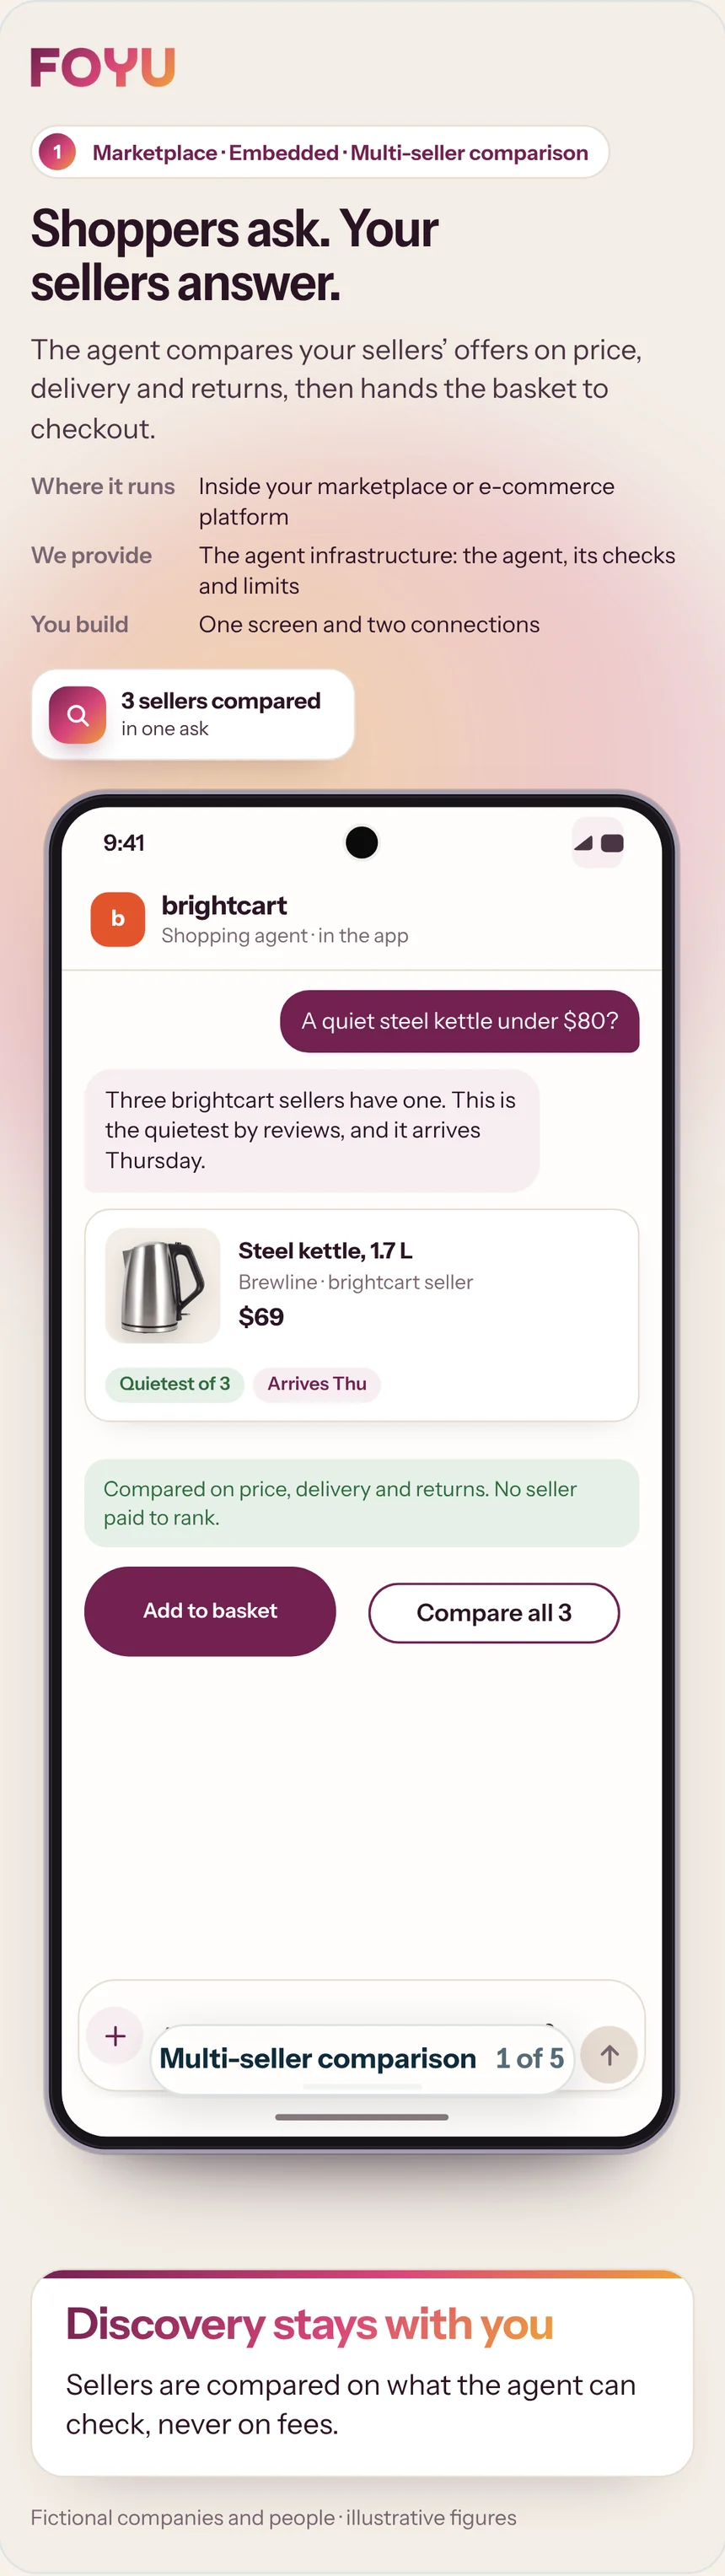 FOYU
1 Marketplace · Embedded · Multi-seller comparison
Shoppers ask. Your
sellers answer.
The agent compares your sellers’ offers on price,
delivery and returns, then hands the basket to
checkout.
Where it runs Inside your marketplace or e-commerce
platform
We provide The agent infrastructure: the agent, its checks
and limits
You build One screen and two connections
3 sellers compared
in one ask
9:41
b brightcart
Shopping agent · in the app
A quiet steel kettle under $80?
Three brightcart sellers have one. This is
the quietest by reviews, and it arrives
Thursday.
Steel kettle, 1.7 L
Brewline · brightcart seller
$69
Quietest of 3 Arrives Thu
Compared on price, delivery and returns. No seller
paid to rank.
Add to basket Compare all 3
Multi-seller comparison 1 of 5
Discovery stays with you
Sellers are compared on what the agent can
check, never on fees.
Fictional companies and people · illustrative figures